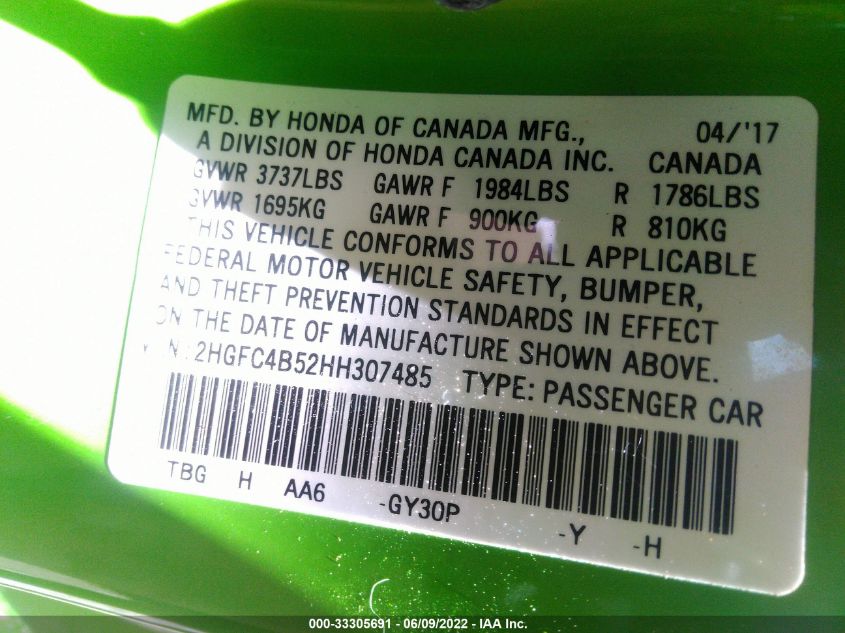 MFD. BY HONDA OF CANADA MFG., 04/'17
A DIVISION OF HONDA CANADA INC. CANADA
GVWR 3737LBS GAWR F 1984LBS R 1786LBS
GVWR 1695KG GAWR F 900KG R 810KG
THIS VEHICLE CONFORMS TO ALL APPLICABLE
FEDERAL MOTOR VEHICLE SAFETY, BUMPER,
AND THEFT PREVENTION STANDARDS IN EFFECT
ON THE DATE OF MANUFACTURE SHOWN ABOVE.
V.I.N.: 2HGFC4B52HH307485 TYPE: PASSENGER CAR
TBG H AA6 -GY30P -Y -H
000-33305691 - 06/09/2022 - IAA Inc.